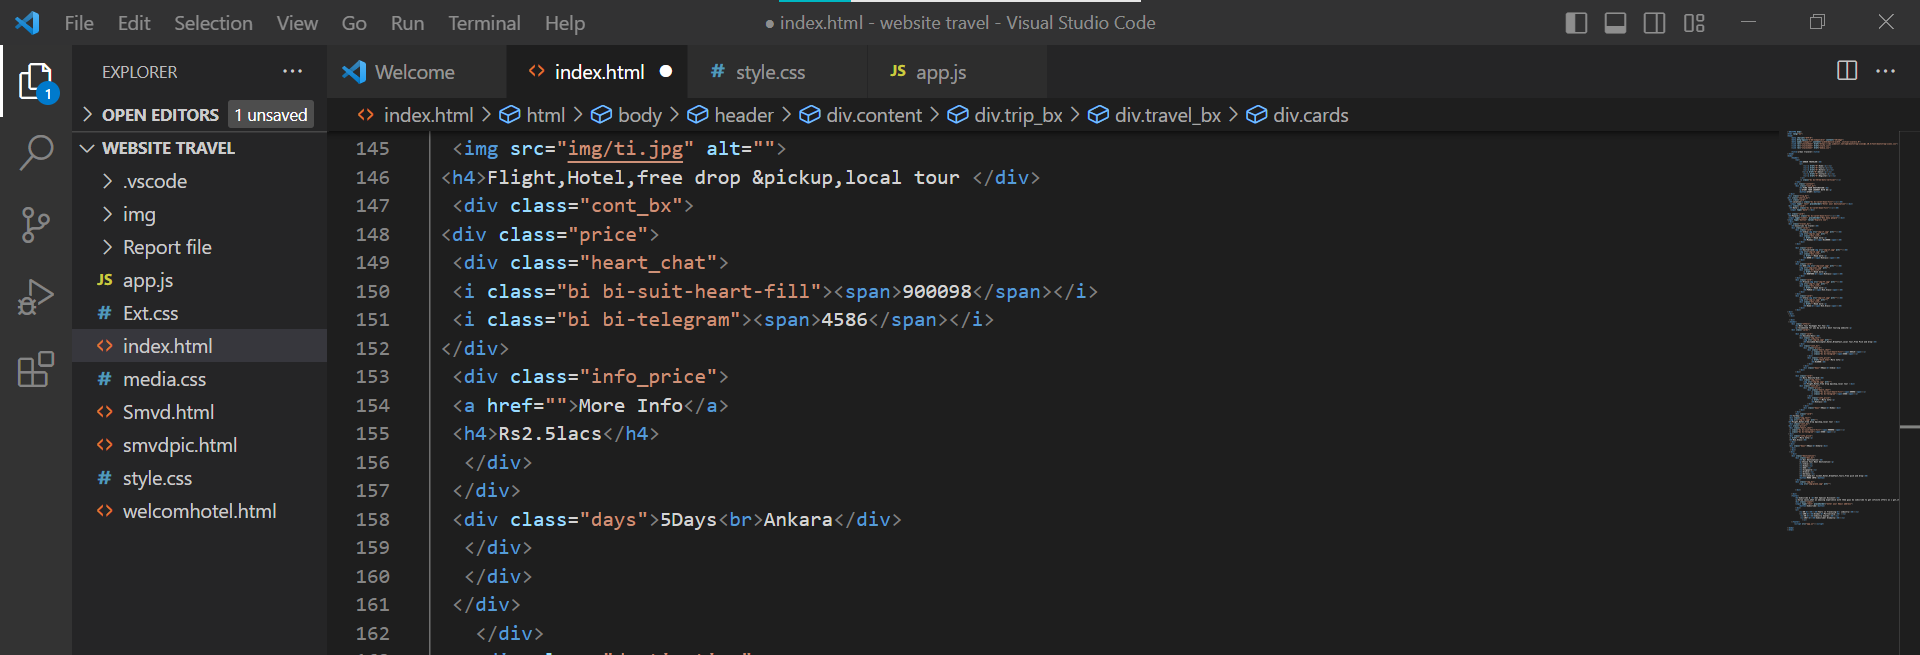 File Edit Selection View Go Run Terminal Help ● index.html - website travel - Visual Studio Code
EXPLORER ···
Welcome
index.html ●
# style.css
JS app.js
1
OPEN EDITORS 1 unsaved
index.html > html > body > header > div.content > div.trip_bx > div.travel_bx > div.cards
WEBSITE TRAVEL
.vscode
img
Report file
JS app.js
# Ext.css
<> index.html
# media.css
<> Smvd.html
<> smvdpic.html
# style.css
<> welcomhotel.html
145 <img src="img/ti.jpg" alt="">
146 <h4>Flight,Hotel,free drop &pickup,local tour </div>
147 <div class="cont_bx">
148 <div class="price">
149 <div class="heart_chat">
150 <i class="bi bi-suit-heart-fill"><span>900098</span></i>
151 <i class="bi bi-telegram"><span>4586</span></i>
152 </div>
153 <div class="info_price">
154 <a href="">More Info</a>
155 <h4>Rs2.5lacs</h4>
156 </div>
157 </div>
158 <div class="days">5Days<br>Ankara</div>
159 </div>
160 </div>
161 </div>
162 </div>